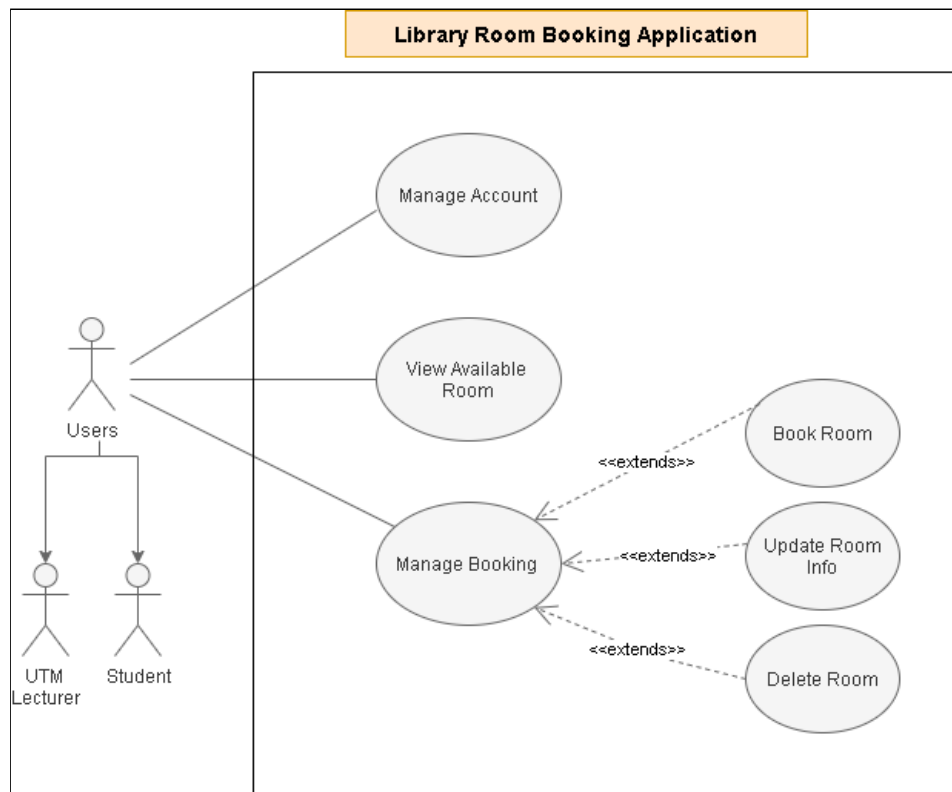 Library Room Booking Application
Manage Account
View Available
Room
Users
Book Room
<<extends>>
Manage Booking
<<extends>>
Update Room
Info
<<extends>>
Delete Room
UTM
Lecturer
Student